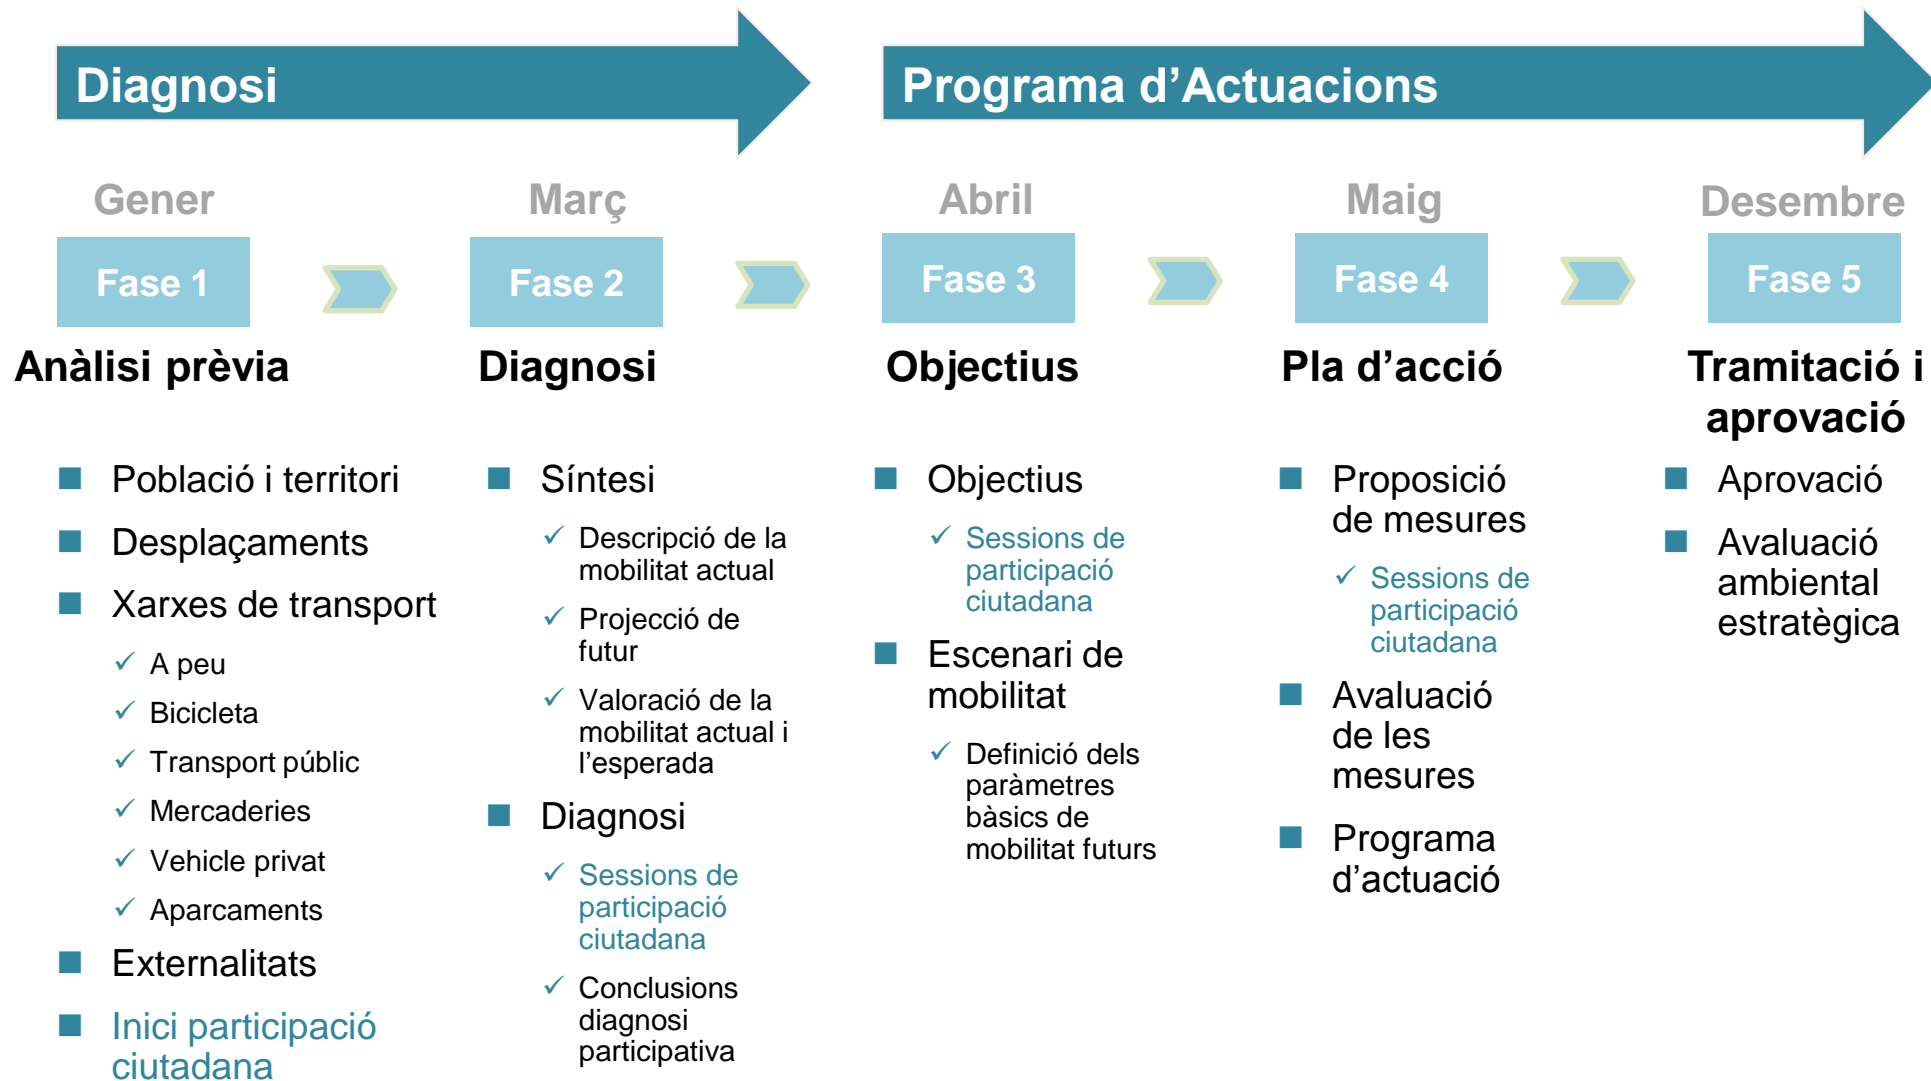 Diagnosi
Programa d’Actuacions
Gener
Març
Abril
Maig
Desembre
Fase 1
Fase 2
Fase 3
Fase 4
Fase 5
Anàlisi prèvia
Diagnosi
Objectius
Pla d’acció
Tramitació i
aprovació
Població i territori
Desplaçaments
Xarxes de transport
A peu
Bicicleta
Transport públic
Mercaderies
Vehicle privat
Aparcaments
Externalitats
Inici participació
ciutadana
Síntesi
Descripció de la
mobilitat actual
Projecció de
futur
Valoració de la
mobilitat actual i
l’esperada
Diagnosi
Sessions de
participació
ciutadana
Conclusions
diagnosi
participativa
Objectius
Sessions de
participació
ciutadana
Escenari de
mobilitat
Definició dels
paràmetres
bàsics de
mobilitat futurs
Proposició
de mesures
Sessions de
participació
ciutadana
Avaluació
de les
mesures
Programa
d’actuació
Aprovació
Avaluació
ambiental
estratègica